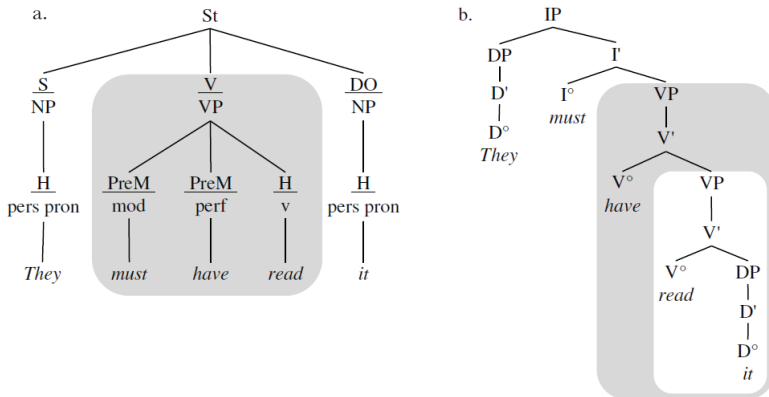 a.
St
S V DO
NP VP NP
H PreM PreM H H
pers pron mod perf v pers pron
They must have read it
b.
IP
DP I'
D' I° VP
must
D° V'
They
V° VP
have
V'
V° DP
read
D'
D°
it